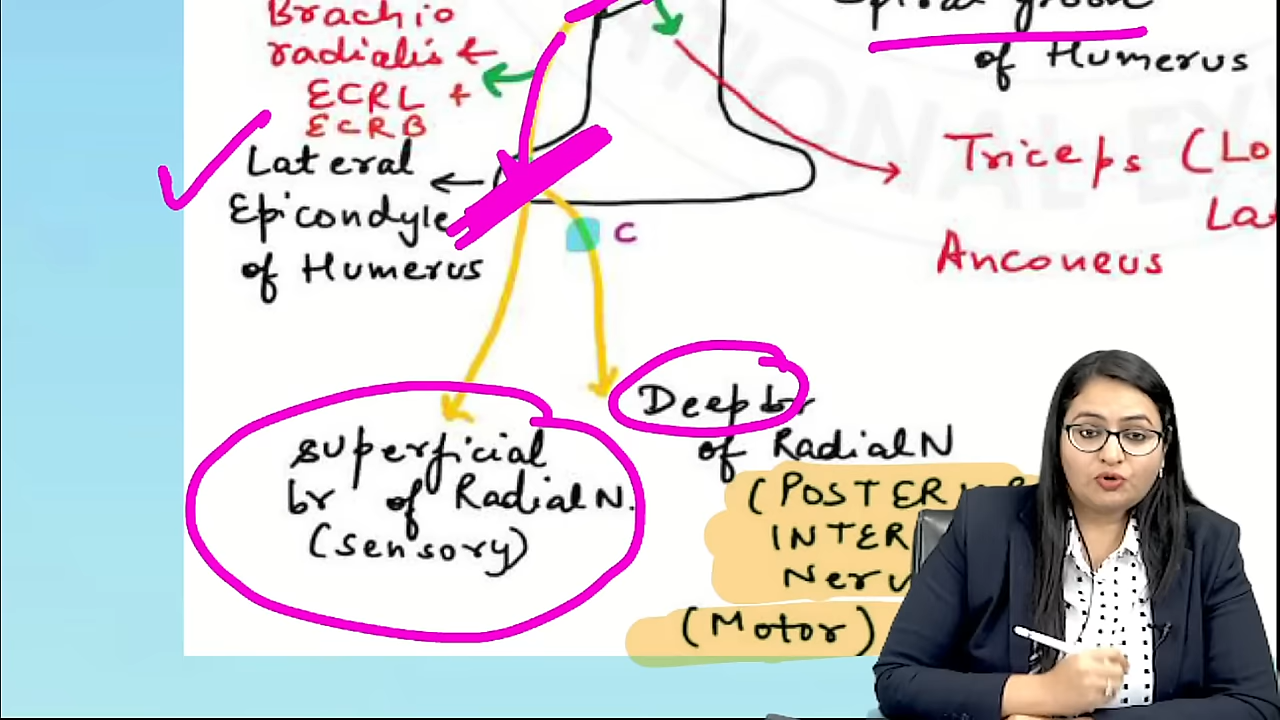 Brachio
radialis
ECRL +
ECRB
Lateral
Epicondyle
of Humerus
of Humerus
Triceps (Lo
La
Anconeus
C
superficial
br of Radial N.
(sensory)
Deep br
of Radial N
(POSTER
INTER
Nerv
(Motor)